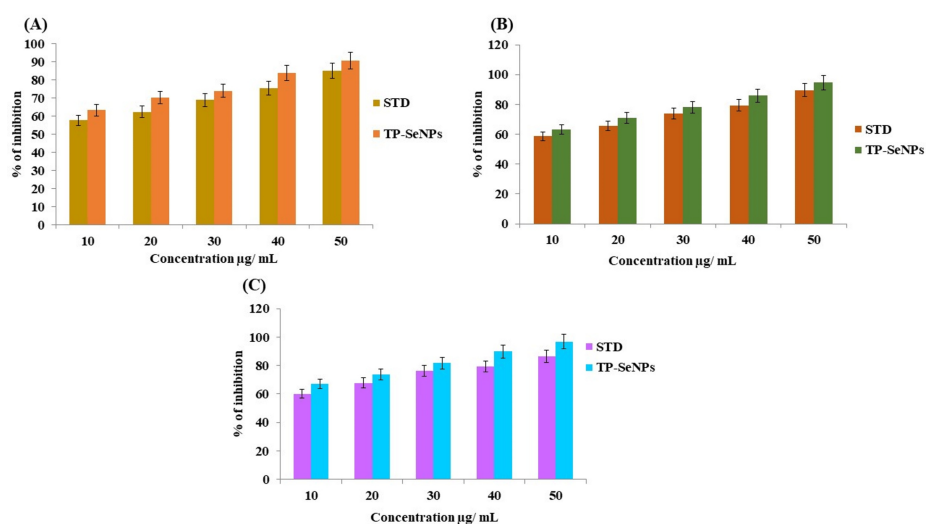 (A)
100
90
80
70
60
50
40
30
20
10
0
% of inhibition
10 20 30 40 50
Concentration µg/ mL
STD
TP-SeNPs
(B)
120
100
80
60
40
20
0
% of inhibition
10 20 30 40 50
Concentration µg/ mL
STD
TP-SeNPs
(C)
120
100
80
60
40
20
0
% of inhibition
10 20 30 40 50
Concentration µg/ mL
STD
TP-SeNPs